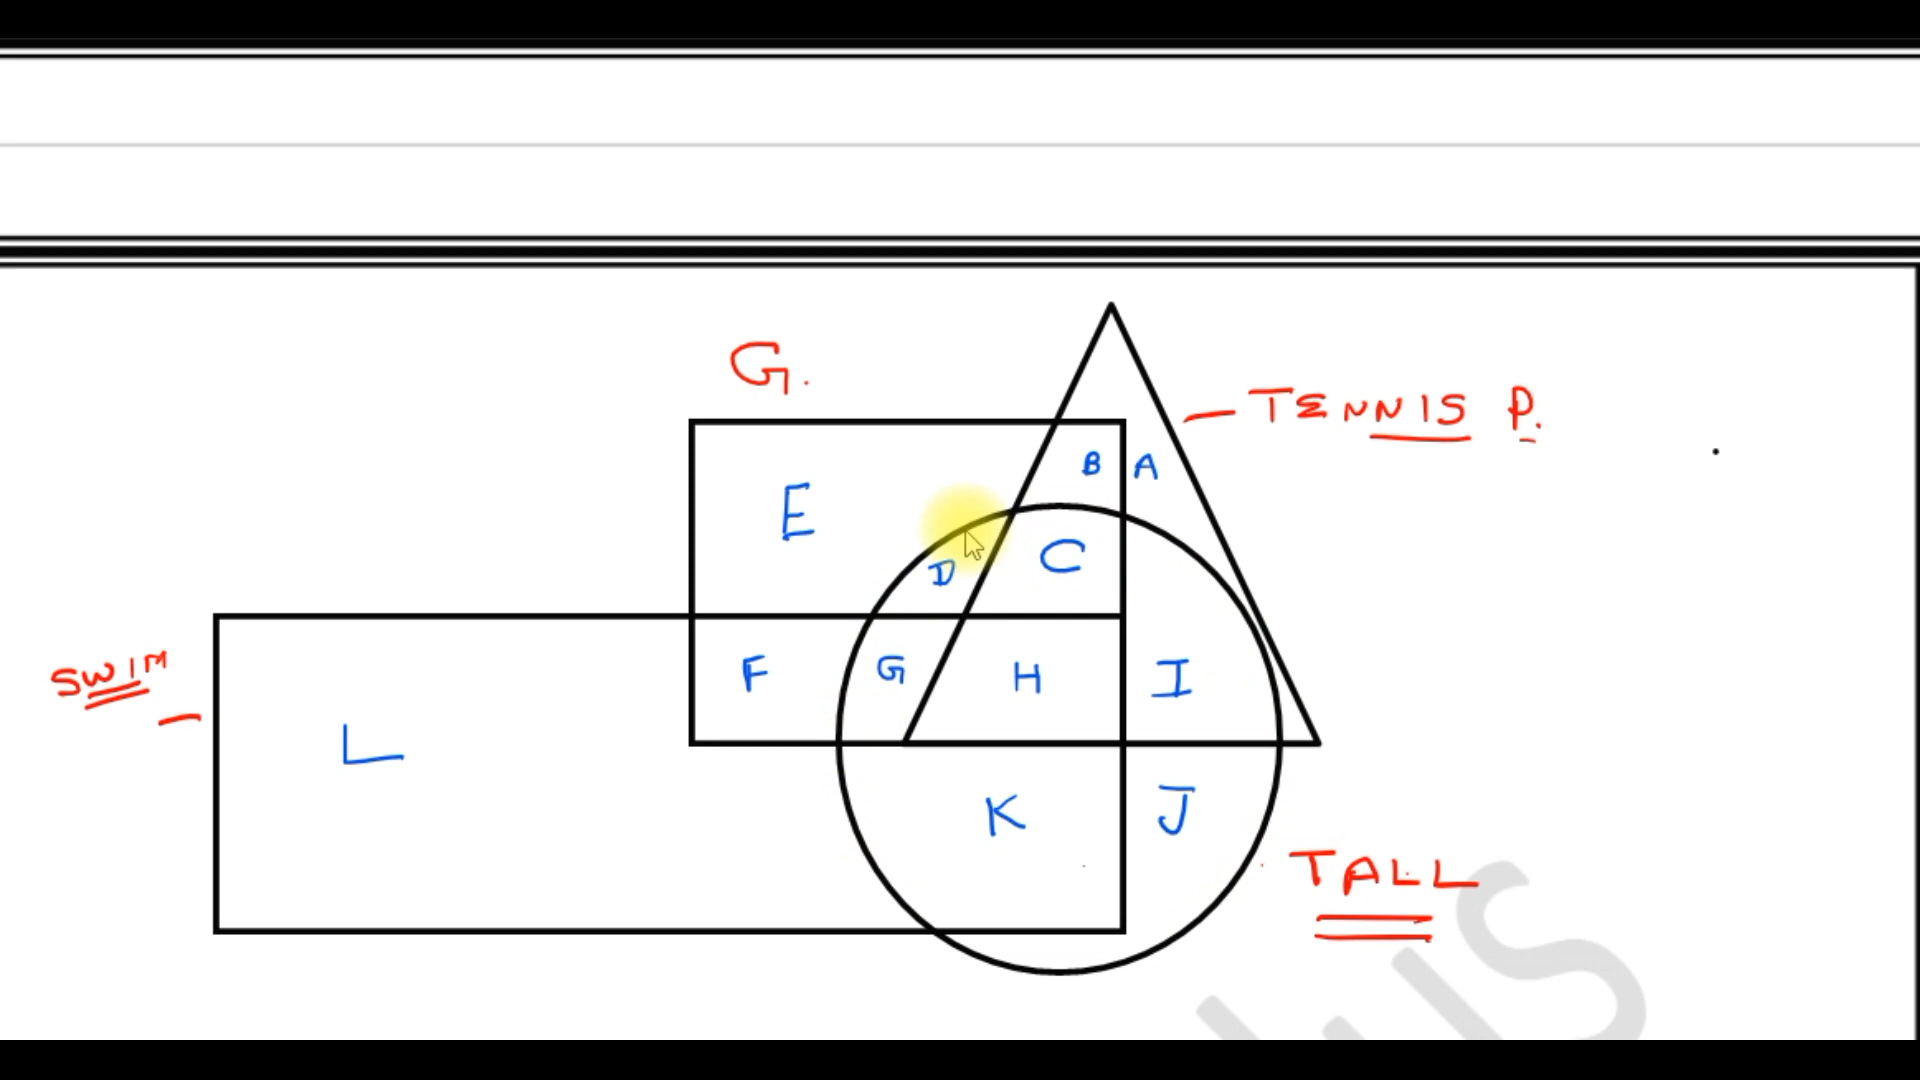 G.
TENNIS P.
B A
E
C
D
SWIM
F G H I
L
K J
TALL